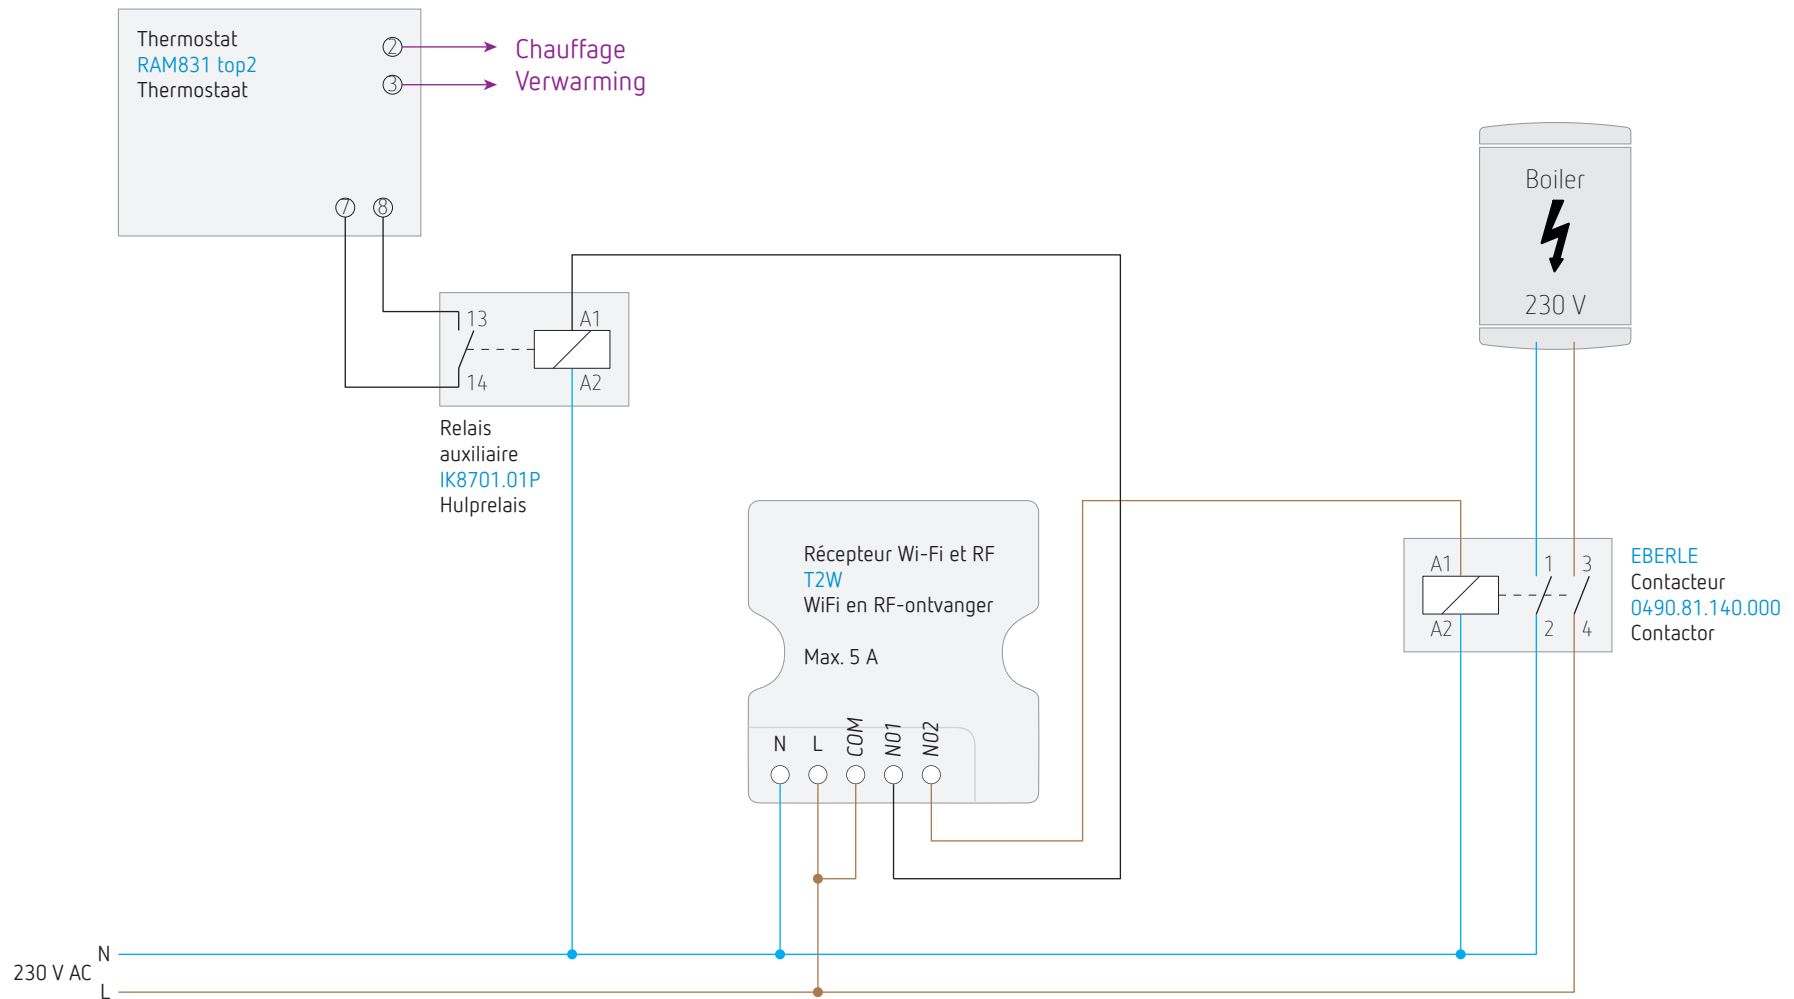 Thermostat
RAM831 top2
Thermostaat
2
3
Chauffage
Verwarming
7 8
13
14
A1
A2
Relais
auxiliaire
IK8701.01P
Hulprelais
Récepteur Wi-Fi et RF
T2W
WiFi en RF-ontvanger
Max. 5 A
N L COM NO1 NO2
Boiler
230 V
A1 1 3
A2 2 4
EBERLE
Contacteur
0490.81.140.000
Contactor
N
230 V AC
L